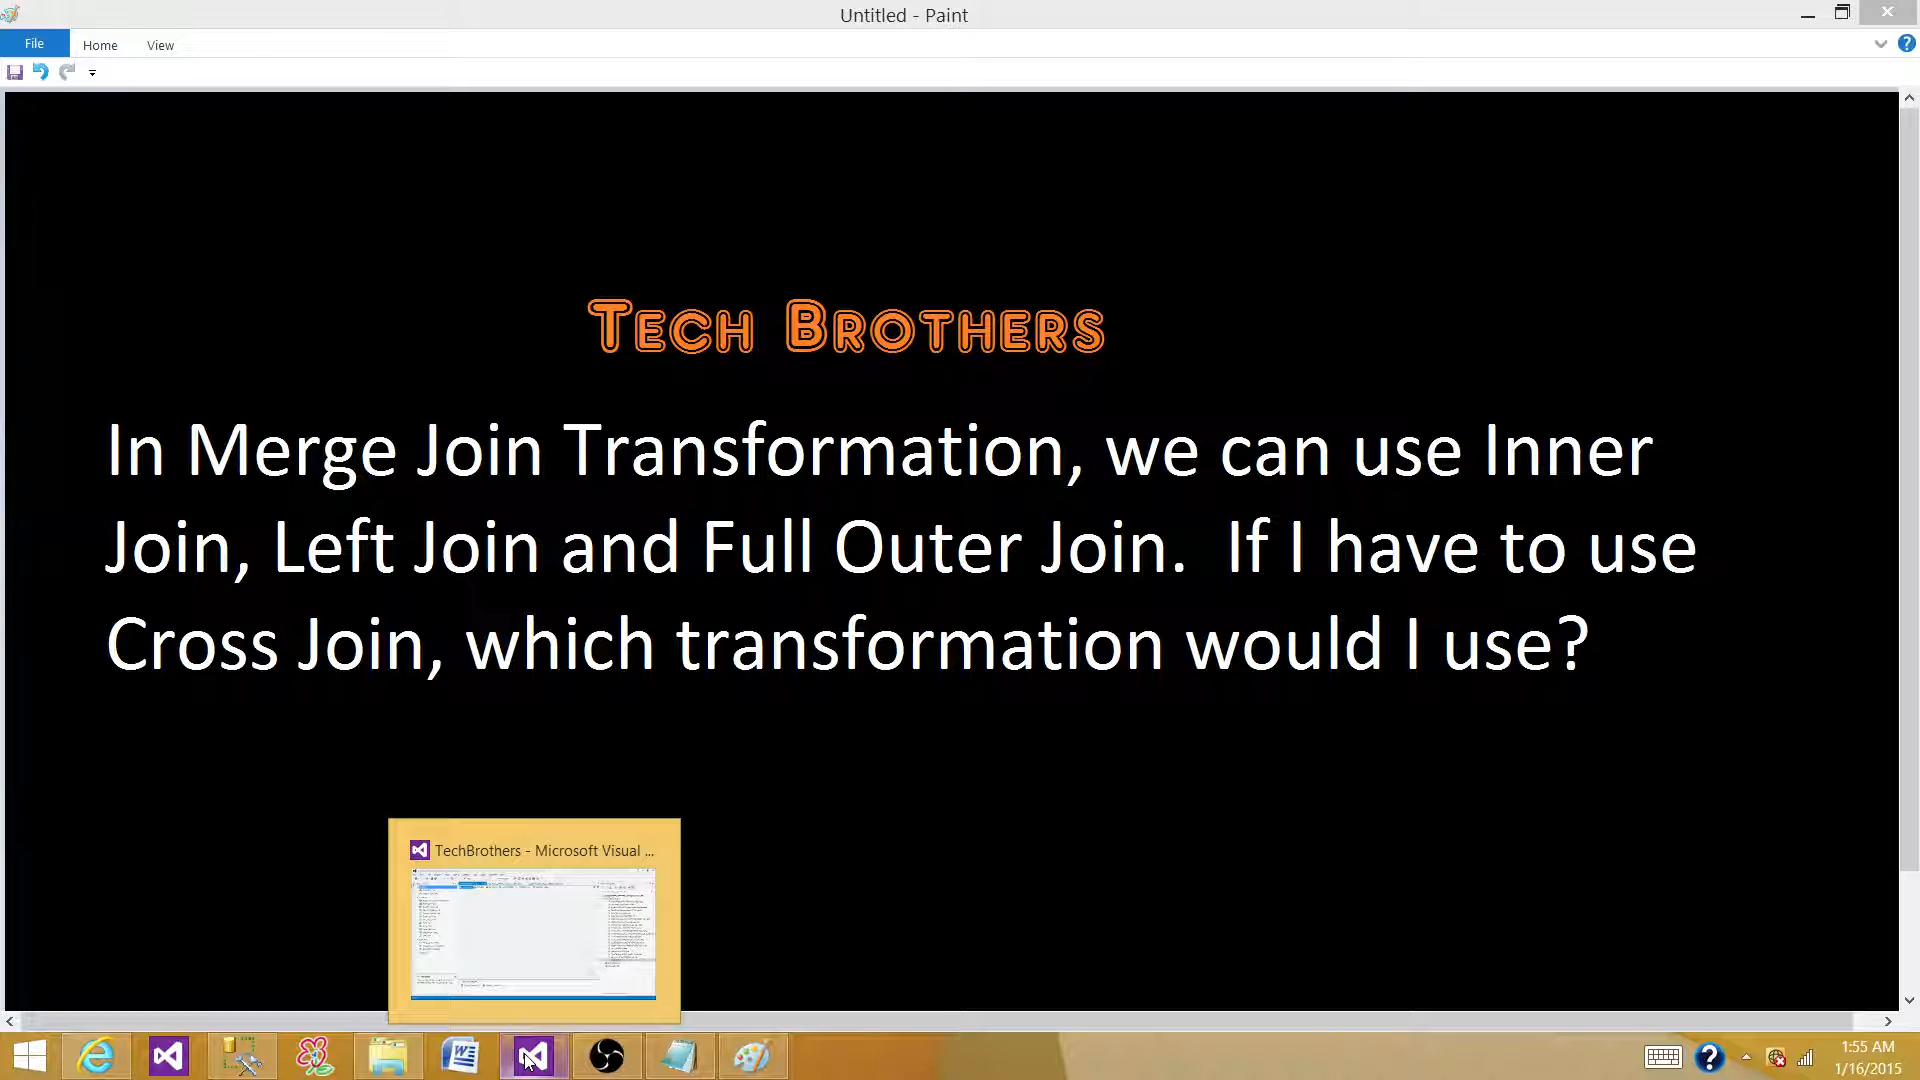 Untitled - Paint
File Home View
Tech Brothers
In Merge Join Transformation, we can use Inner
Join, Left Join and Full Outer Join. If I have to use
Cross Join, which transformation would I use?
TechBrothers - Microsoft Visual ...
1:55 AM
1/16/2015